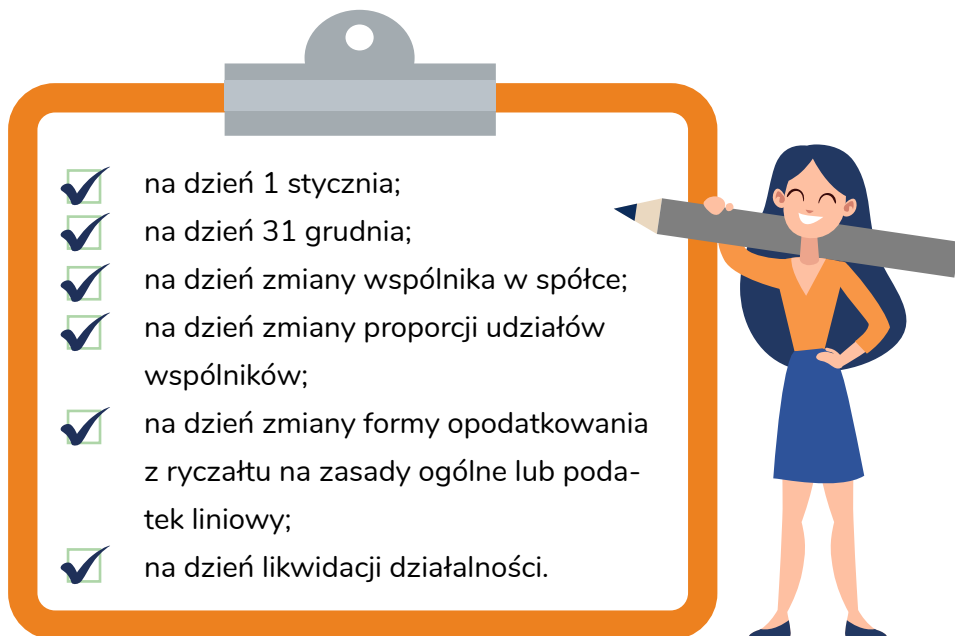 na dzień 1 stycznia;
na dzień 31 grudnia;
na dzień zmiany wspólnika w spółce;
na dzień zmiany proporcji udziałów
wspólników;
na dzień zmiany formy opodatkowania
z ryczałtu na zasady ogólne lub poda-
tek liniowy;
na dzień likwidacji działalności.